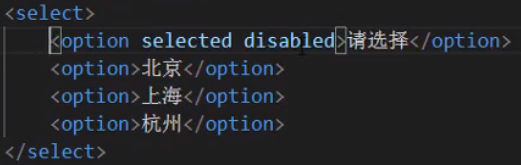 <select>
<option selected disabled>请选择</option>
<option>北京</option>
<option>上海</option>
<option>杭州</option>
</select>